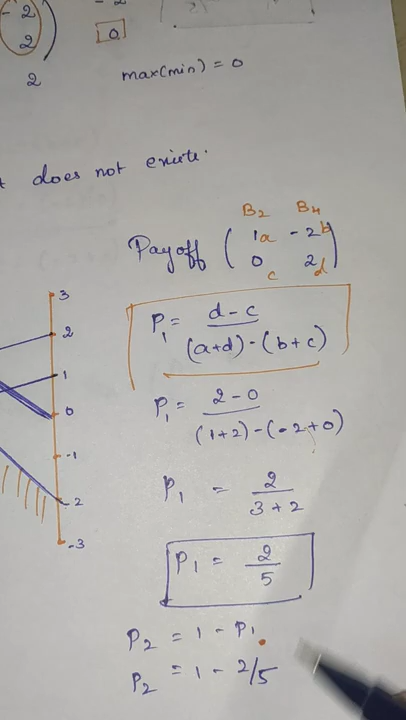 - 2
2
2
0
max(min) = 0
does not existe.
B2 B4
Payoff ( 1a -2b
0c 2d )
P1 = d - c / (a+d) - (b+c)
P1 = 2 - 0 / (1+2) - (-2+0)
P1 = 2 / 3+2
P1 = 2 / 5
P2 = 1 - P1
P2 = 1 - 2/5
3
2
1
0
-1
-2
-3